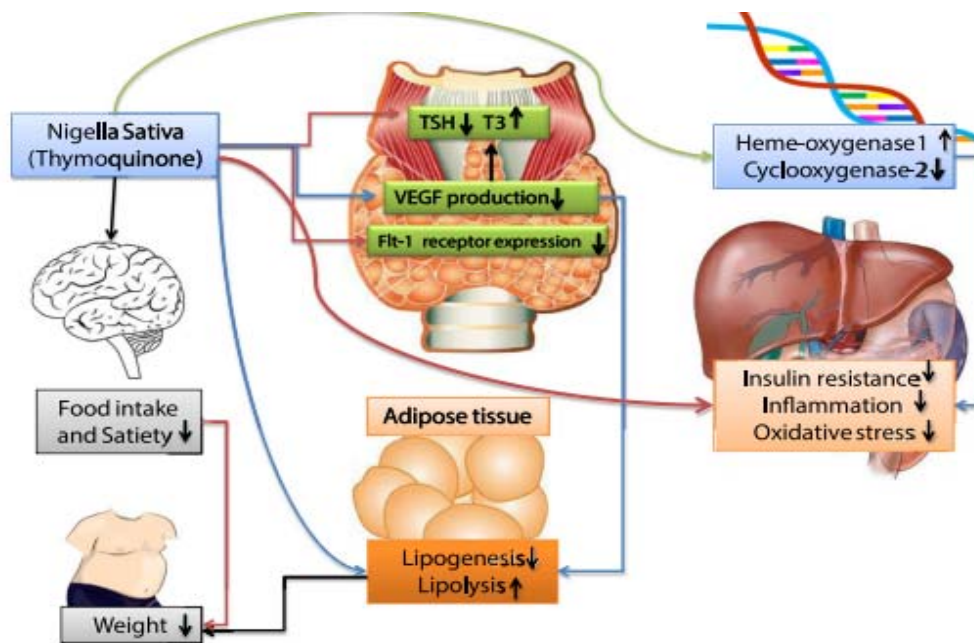 Nigella Sativa
(Thymoquinone)
TSH ↓ T3 ↑
VEGF production ↓
Flt-1 receptor expression ↓
Heme-oxygenase 1 ↑
Cyclooxygenase-2 ↓
Insulin resistance ↓
Inflammation ↓
Oxidative stress ↓
Food intake
and Satiety ↓
Adipose tissue
Lipogenesis ↓
Lipolysis ↑
Weight ↓